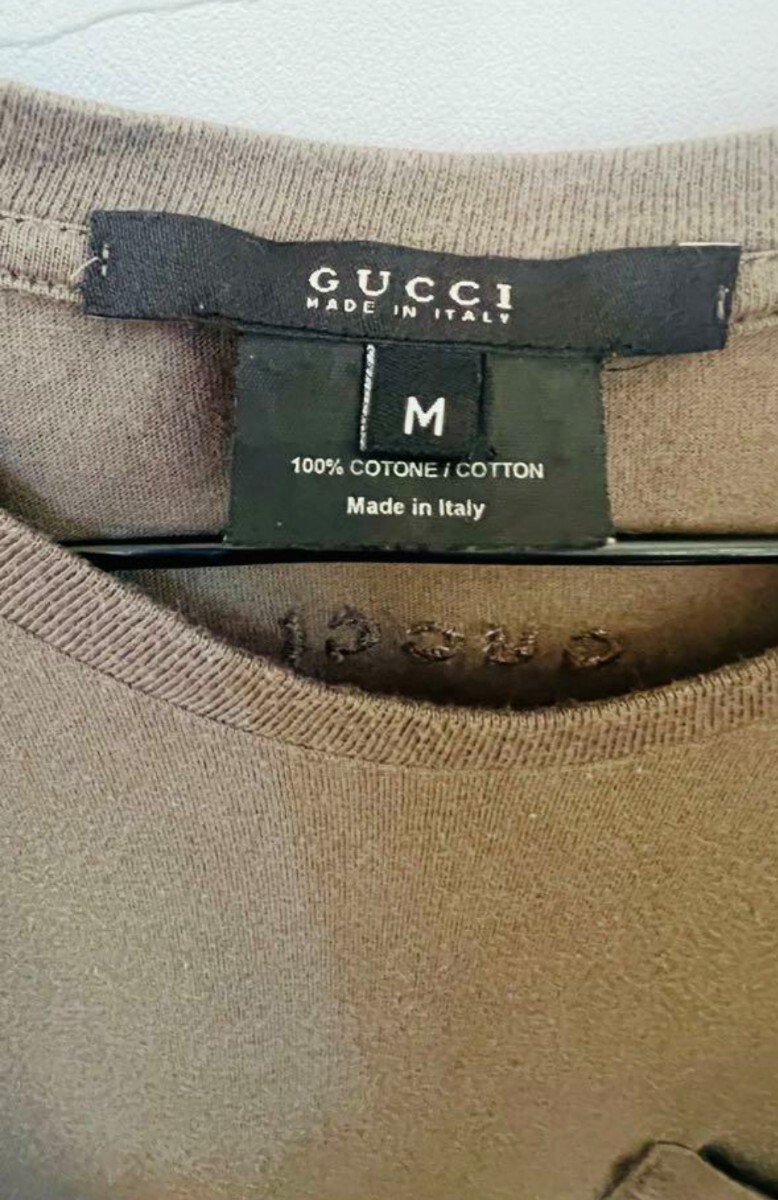 GUCCI
MADE IN ITALY
M
100% COTONE / COTTON
Made in Italy